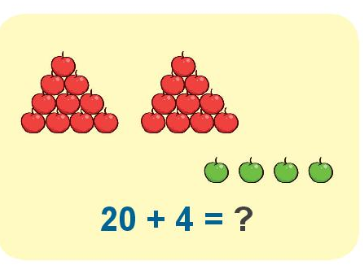 20 + 4 = ?